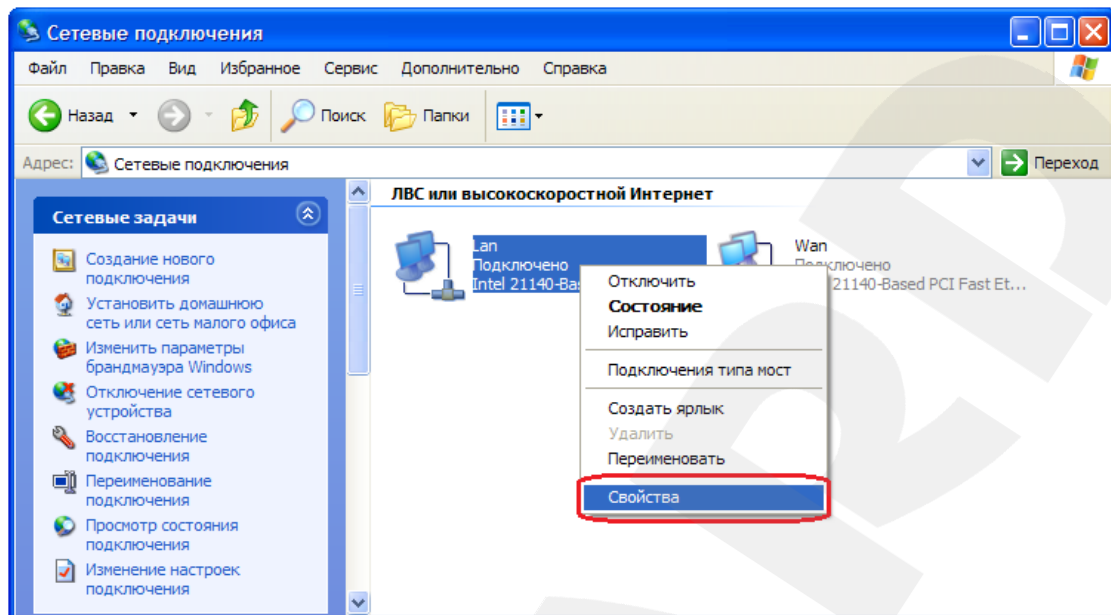 Сетевые подключения
Файл Правка Вид Избранное Сервис Дополнительно Справка
Назад Поиск Папки
Адрес: Сетевые подключения Переход
Сетевые задачи
Создание нового
подключения
Установить домашнюю
сеть или сеть малого офиса
Изменить параметры
брандмауэра Windows
Отключение сетевого
устройства
Восстановление
подключения
Переименование
подключения
Просмотр состояния
подключения
Изменение настроек
подключения
ЛВС или высокоскоростной Интернет
Lan
Подключено
Intel 21140-Bas
Wan
Подключено
21140-Based PCI Fast Et...
Отключить
Состояние
Исправить
Подключения типа мост
Создать ярлык
Удалить
Переименовать
Свойства